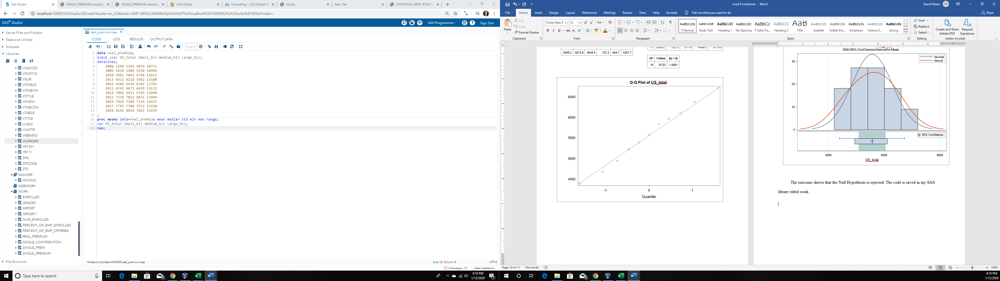 SAS Studio
SINGLE_PREMIUM-results.p
SINGLE_PREMIUM-results.p
CSU-Global
Formatting - CSU-Global W
ld.php
New Tab
STATISTICAL BRIEF #524: Tr
localhost:10080/SASStudio/38/main?locale=en_US&zone=GMT-08%253A00&http%3A%2F%2Flocalhost%3A10080%2FSASStudio%2F38%2Findex=
SAS® Studio
SAS Programmer
Sign Out
Server Files and Folders
Tasks and Utilities
Snippets
Libraries
VSACCES
VSCATLG
VSLIB
VSTABLE
VSTABVW
VSTYLE
VSVIEW
VTABCON
VTABLE
VTITLE
VVIEW
VXATTR
WEBMSG
WORKERS
YR1001
YR111
ZHC
ZIPCODE
ZTC
SASUSER
WOUND
WEBWORK
WORK
ENROLLES
GRADES
IMPORT
IMPORT1
NUM_ENROLLES
PERCENT_OF_EMP_ENROLLED
PERCENT_OF_EMP_OFFERED
REAL_PREMIUM
SINGLE_CONTRIBUTION
SINGLE_PREM
SINGLE_PREMIUM
File Shortcuts
real_premium.sas
CODE LOG RESULTS OUTPUT DATA
Line #
1 data real_premium;
2 input year US_total Small_biz medium_biz Large_biz;
3 datalines;
4 2008 5268 5295 5076 10371
5 2009 5626 5486 5510 10996
6 2010 5961 5863 5748 11611
7 2011 6312 6218 5962 12180
8 2012 6502 6439 6342 12781
9 2013 6741 6673 6459 13132
10 2014 7066 6921 6769 13690
11 2015 7218 7012 6872 13884
12 2016 7426 7286 7136 14422
13 2017 7783 7708 7512 15220
14 2018 8142 8018 7821 15839
15 ;
16 proc means data=real_premium mean median std min max range;
17 var US_total Small_biz medium_biz Large_biz;
18 run;
/folders/myfolders/MIS455/real_premium.sas
Line 18, Column 5
UTF-8
Messages: 76
User: sasdemo
Type here to search
4:10 PM
1/12/2020
mod 8 milestone - Word
David Reese
DR
File Home Insert Design Layout References Mailings Review View Help Acrobat Tell me what you want to do
Share
Paste
Cut
Copy
Format Painter
Clipboard
Times New F 12
Font
Paragraph
¶ Normal
Body Text
Heading 1
No Spacing
¶ Table Pa...
Heading 2
Title
Subtitle
Subtle Em...
Emphasis
Intense E...
Strong
Styles
Find
Replace
Select
Editing
Create and Share
Adobe PDF
Request
Signatures
Adobe Acrobat
5559.2 5073.9 6044.5 722.3 504.7 1267.7
DF t Value Pr > |t|
10 25.52 <.0001
Q-Q Plot of US_total
6500
6000
5500
5000
4500
-1 0 1
Quantile
With 95% Confidence Interval for Mean
30
20
10
0
Normal
Kernel
95% Confidence
4000 6000 8000
US_total
The outcome shows that the Null Hypothesis is rejected. The code is saved in my SAS
library titled work.
Page 10 of 11
754 words
100%
4:10 PM
1/12/2020